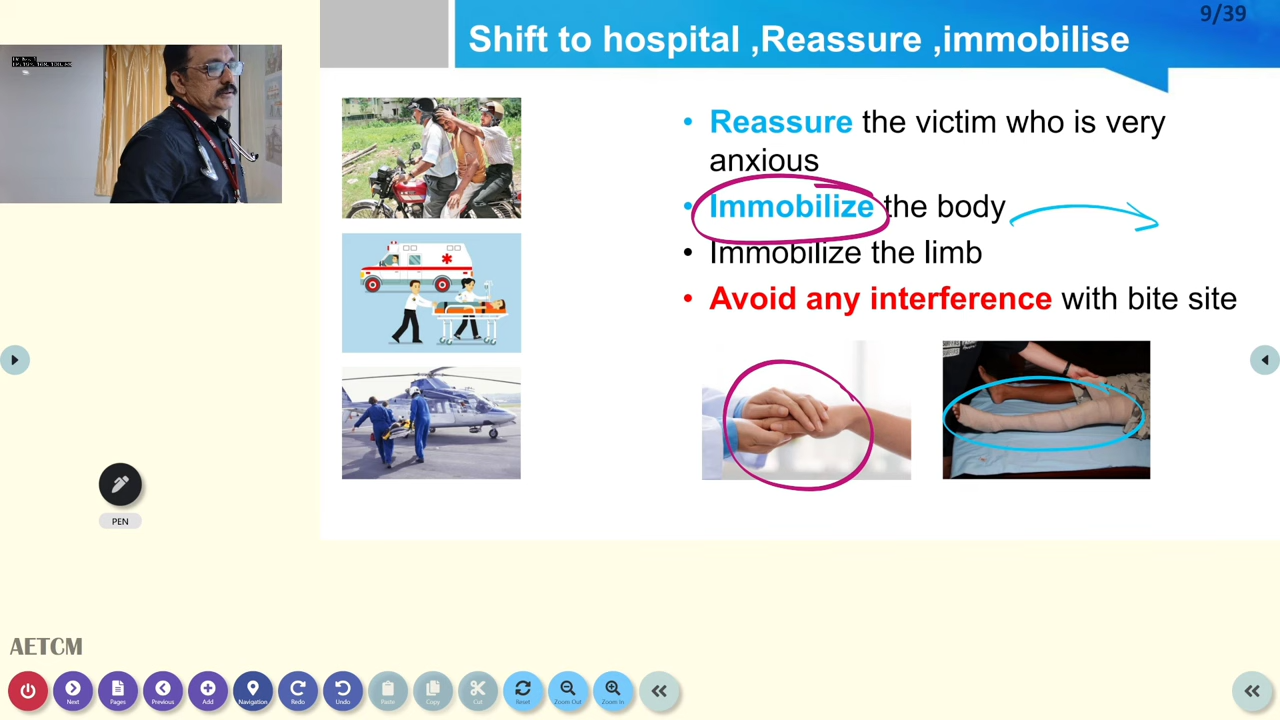 9/39
Shift to hospital ,Reassure ,immobilise
• Reassure the victim who is very
anxious
• Immobilize the body
• Immobilize the limb
• Avoid any interference with bite site
PEN
AETCM
Next
Pages
Previous
Add
Navigation
Redo
Undo
Paste
Copy
Cut
Reset
Zoom Out
Zoom In